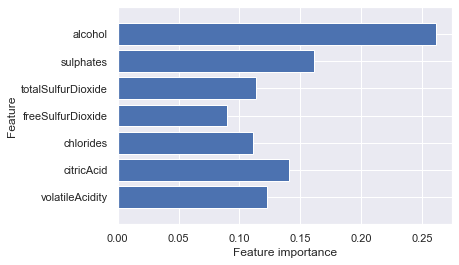 alcohol
sulphates
totalSulfurDioxide
freeSulfurDioxide
chlorides
citricAcid
volatileAcidity
Feature
0.00 0.05 0.10 0.15 0.20 0.25
Feature importance